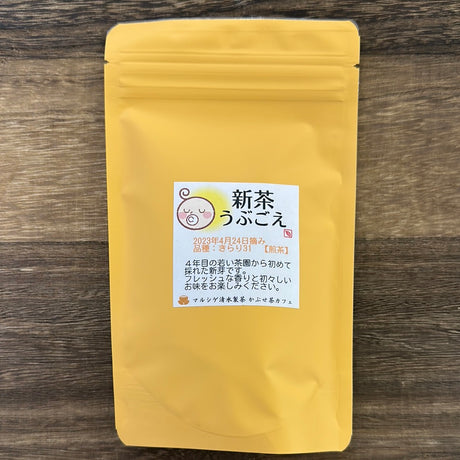 新茶
うぶごえ
2023年4月24日摘み
品種：きらり31 【煎茶】
４年目の若い茶園から初めて
採れた新芽です。
フレッシュな香りと初々しい
お味をお楽しみください。
マルシゲ清水製茶 かぶせ茶カフェ